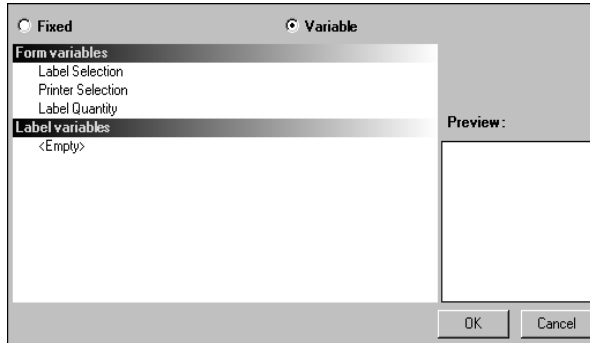 Fixed
Variable
Form variables
Label Selection
Printer Selection
Label Quantity
Label variables
<Empty>
Preview:
OK
Cancel